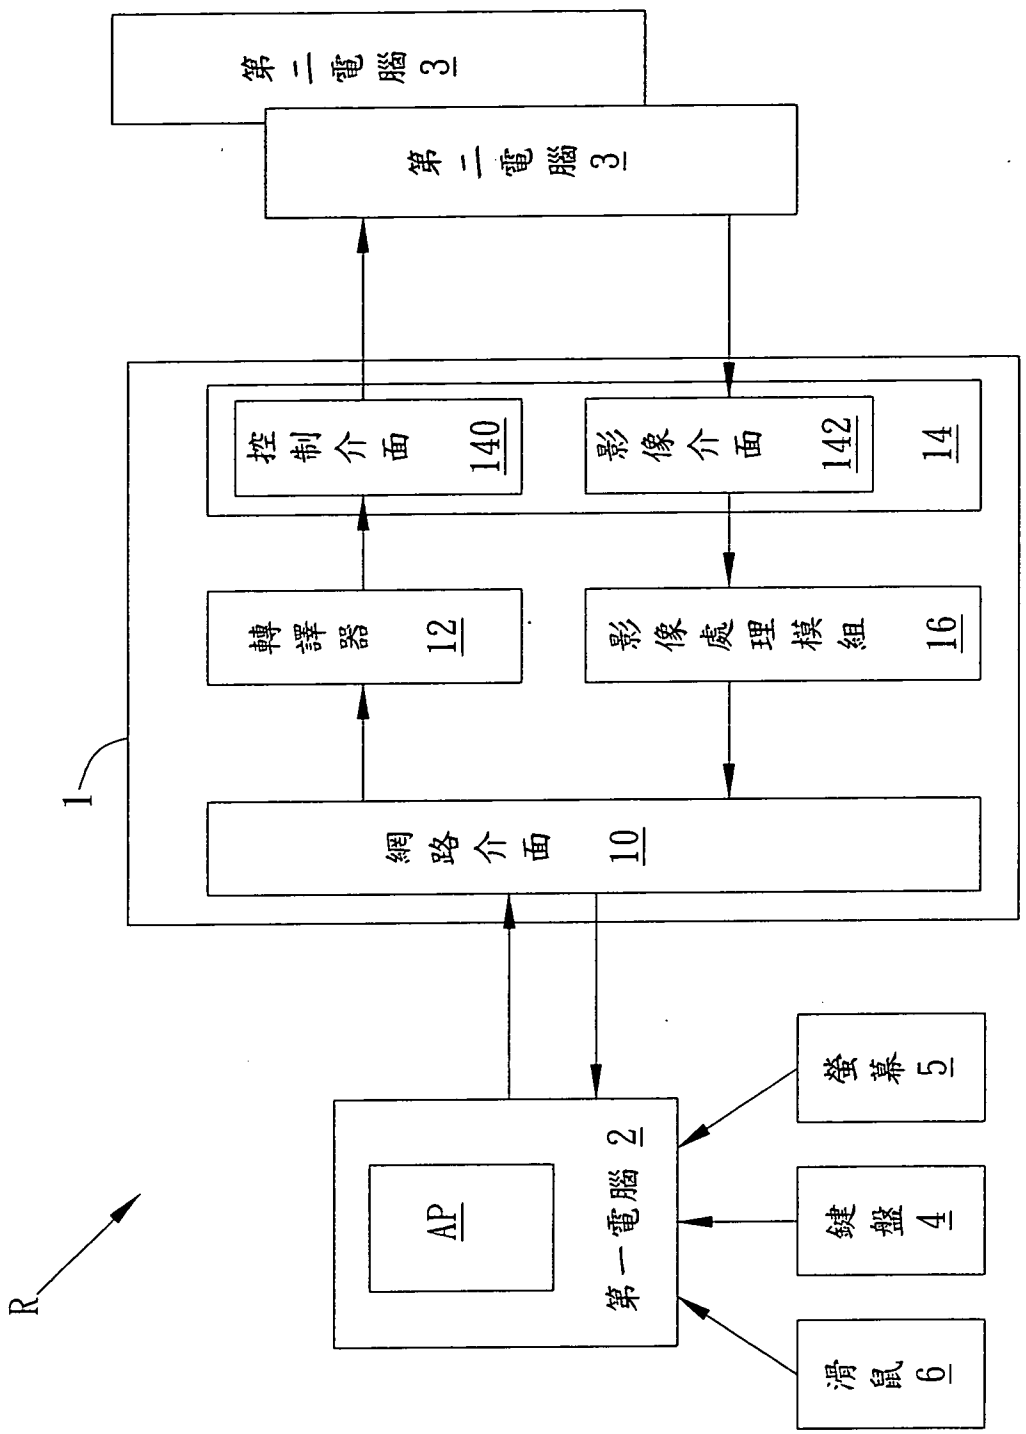 R
1
AP
第一電腦 2
滑鼠 6
鍵盤 4
螢幕 5
網路介面 10
轉譯器 12
控制介面 140
影像處理模組 16
影像介面 142
14
第二電腦 3
第二電腦 3